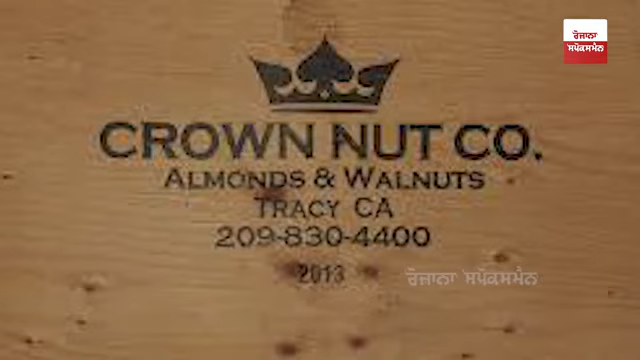 ਰੋਜ਼ਾਨਾ
ਸਪੋਕਸਮੈਨ
CROWN NUT CO.
ALMONDS & WALNUTS
TRACY CA
209-830-4400
2013
ਰੋਜ਼ਾਨਾ ਸਪੋਕਸਮੈਨ